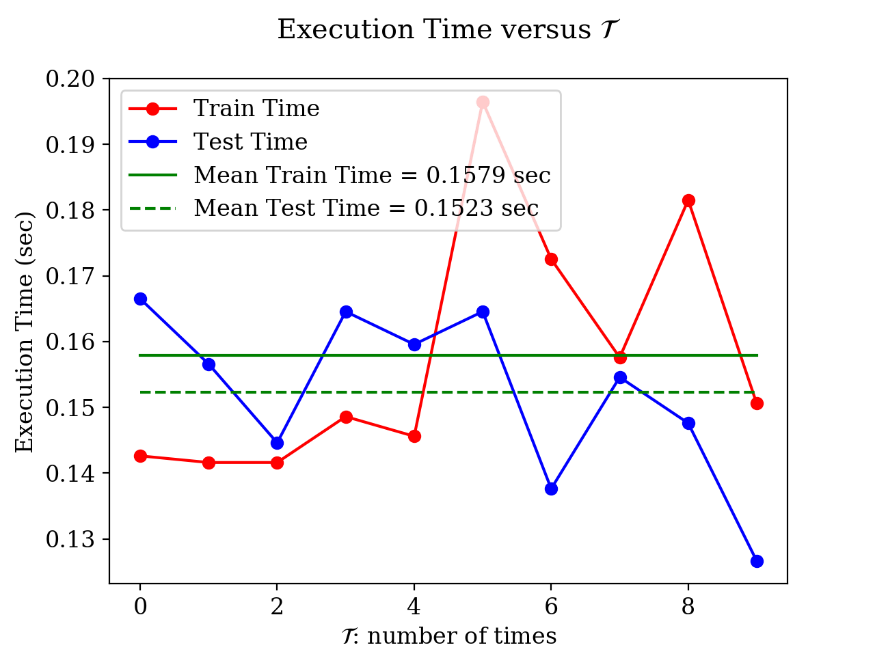 Execution Time versus 𝒯
0.20
0.19
0.18
0.17
0.16
0.15
0.14
0.13
Execution Time (sec)
Train Time
Test Time
Mean Train Time = 0.1579 sec
Mean Test Time = 0.1523 sec
0 2 4 6 8
𝒯: number of times